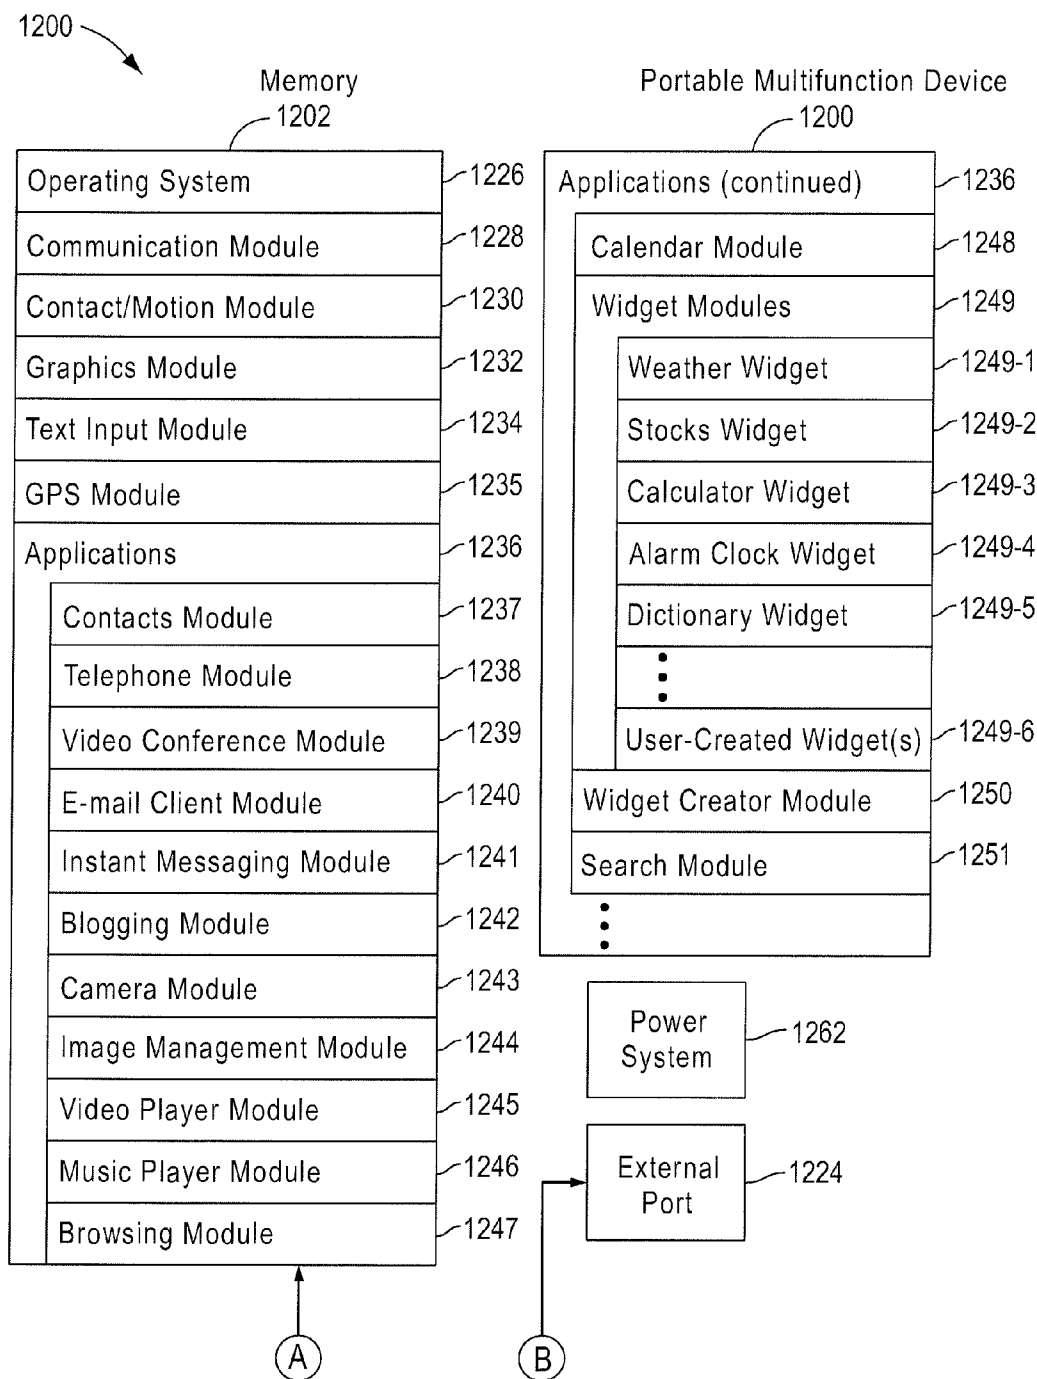 1200
Memory
1202
Operating System 1226
Communication Module 1228
Contact/Motion Module 1230
Graphics Module 1232
Text Input Module 1234
GPS Module 1235
Applications 1236
Contacts Module 1237
Telephone Module 1238
Video Conference Module 1239
E-mail Client Module 1240
Instant Messaging Module 1241
Blogging Module 1242
Camera Module 1243
Image Management Module 1244
Video Player Module 1245
Music Player Module 1246
Browsing Module 1247
A
Portable Multifunction Device
1200
Applications (continued) 1236
Calendar Module 1248
Widget Modules 1249
Weather Widget 1249-1
Stocks Widget 1249-2
Calculator Widget 1249-3
Alarm Clock Widget 1249-4
Dictionary Widget 1249-5
User-Created Widget(s) 1249-6
Widget Creator Module 1250
Search Module 1251
Power
System
1262
External
Port
1224
B